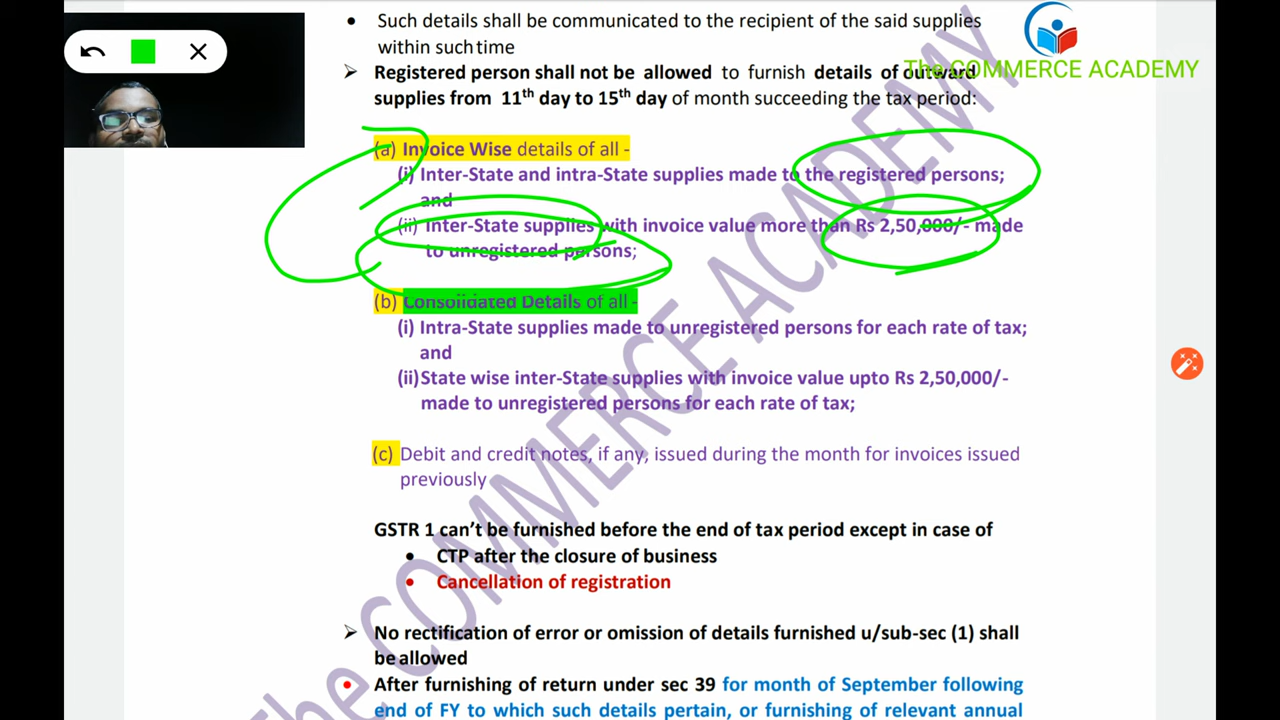 • Such details shall be communicated to the recipient of the said supplies
within such time
The COMMERCE ACADEMY
➢ Registered person shall not be allowed to furnish details of outward
supplies from 11th day to 15th day of month succeeding the tax period:
(a) Invoice Wise details of all -
(i) Inter-State and intra-State supplies made to the registered persons;
and
(ii) Inter-State supplies with invoice value more than Rs 2,50,000/- made
to unregistered persons;
(b) Consolidated Details of all -
(i) Intra-State supplies made to unregistered persons for each rate of tax;
and
(ii) State wise inter-State supplies with invoice value upto Rs 2,50,000/-
made to unregistered persons for each rate of tax;
(c) Debit and credit notes, if any, issued during the month for invoices issued
previously
GSTR 1 can’t be furnished before the end of tax period except in case of
• CTP after the closure of business
• Cancellation of registration
➢ No rectification of error or omission of details furnished u/sub-sec (1) shall
be allowed
• After furnishing of return under sec 39 for month of September following
end of FY to which such details pertain, or furnishing of relevant annual
The COMMERCE ACADEMY